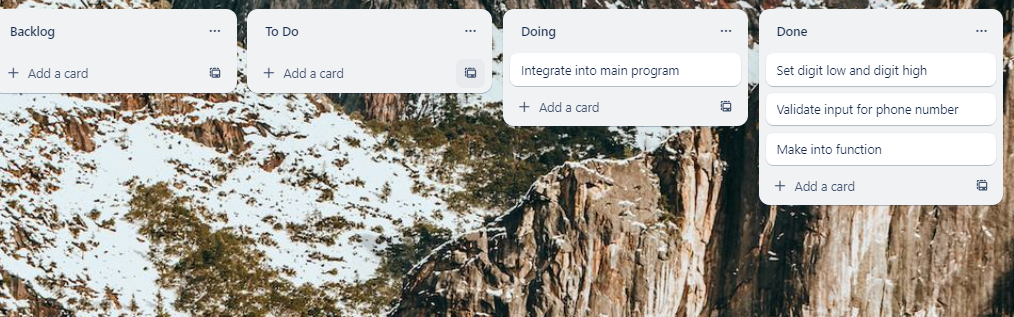 Backlog
Add a card
To Do
Add a card
Doing
Integrate into main program
Add a card
Done
Set digit low and digit high
Validate input for phone number
Make into function
Add a card